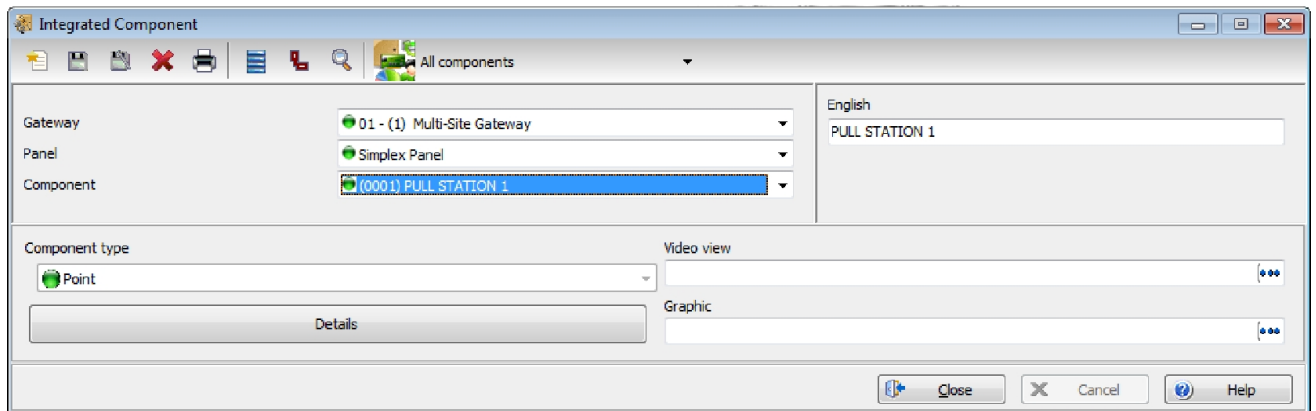 Integrated Component
All components
Gateway
01 - (1) Multi-Site Gateway
Panel
Simplex Panel
Component
(0001) PULL STATION 1
English
PULL STATION 1
Component type
Point
Details
Video view
Graphic
Close
Cancel
Help